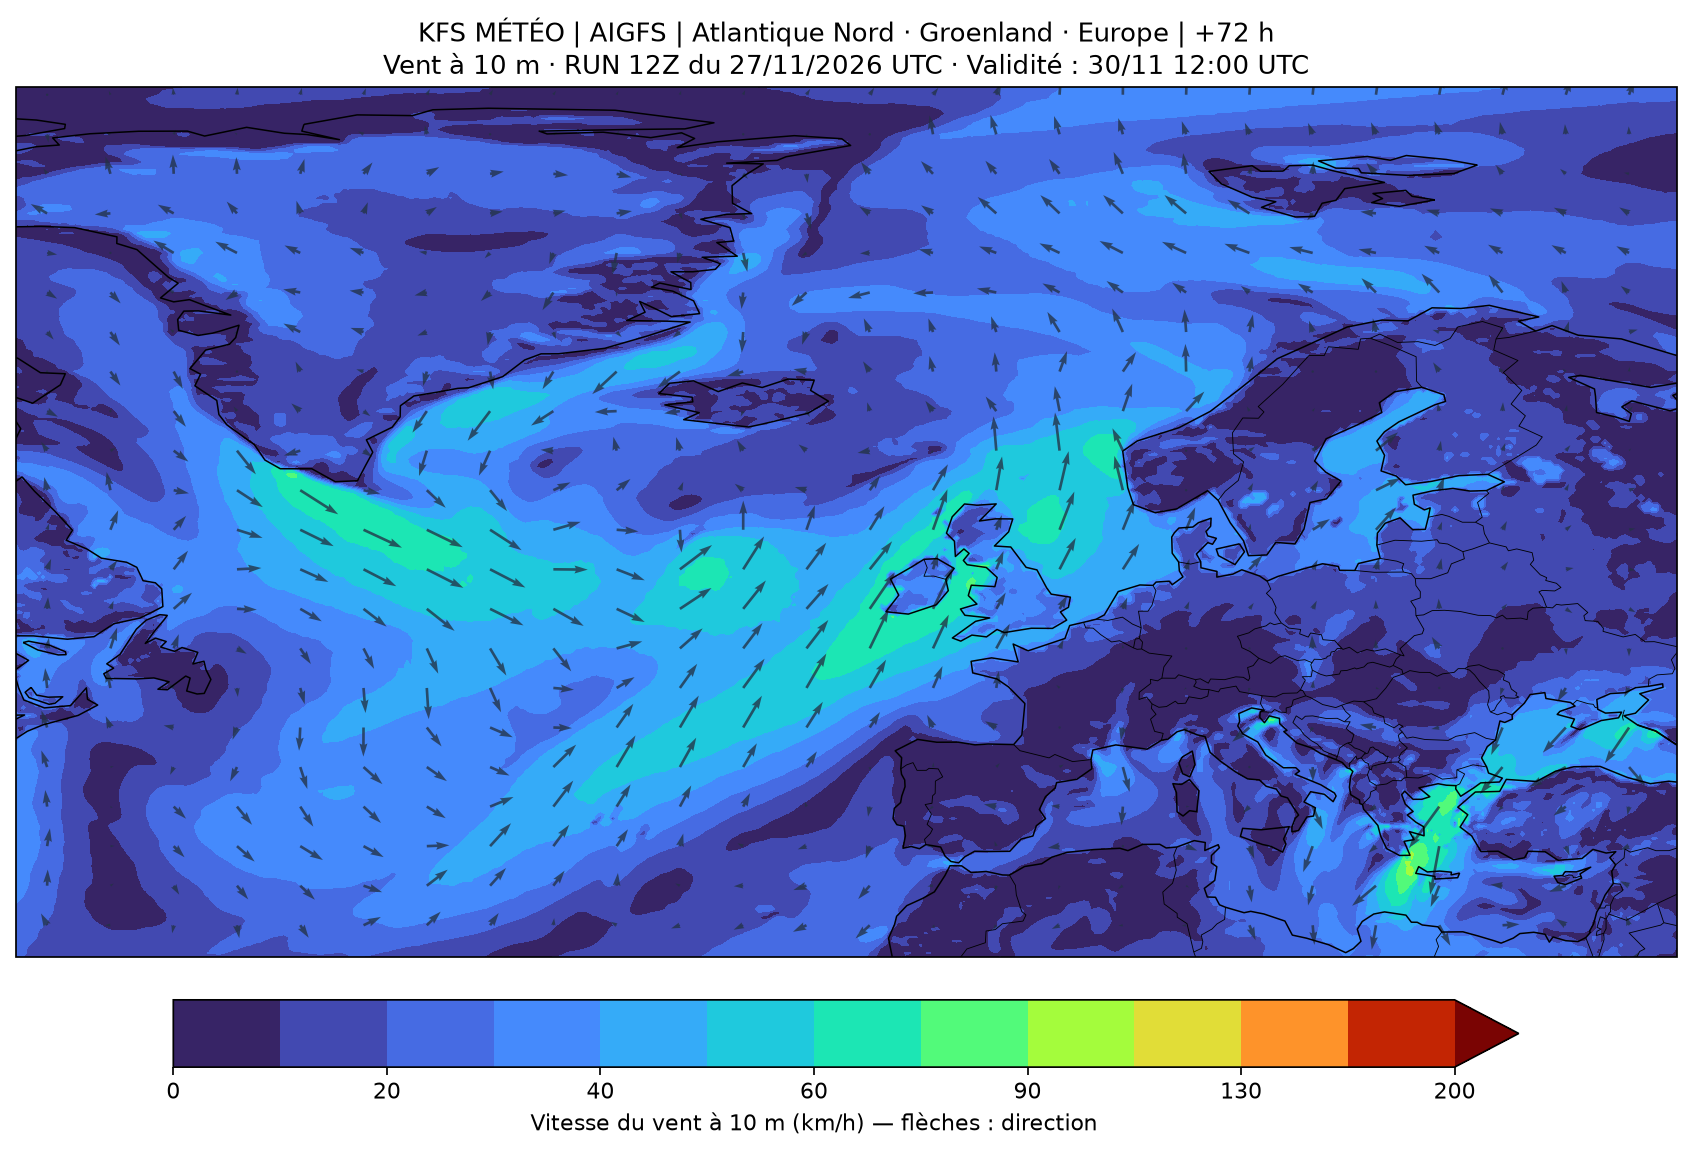 KFS MÉTÉO | AIGFS | Atlantique Nord · Groenland · Europe | +72 h
Vent à 10 m · RUN 12Z du 27/11/2026 UTC · Validité : 30/11 12:00 UTC
0 20 40 60 90 130 200
Vitesse du vent à 10 m (km/h) — flèches : direction